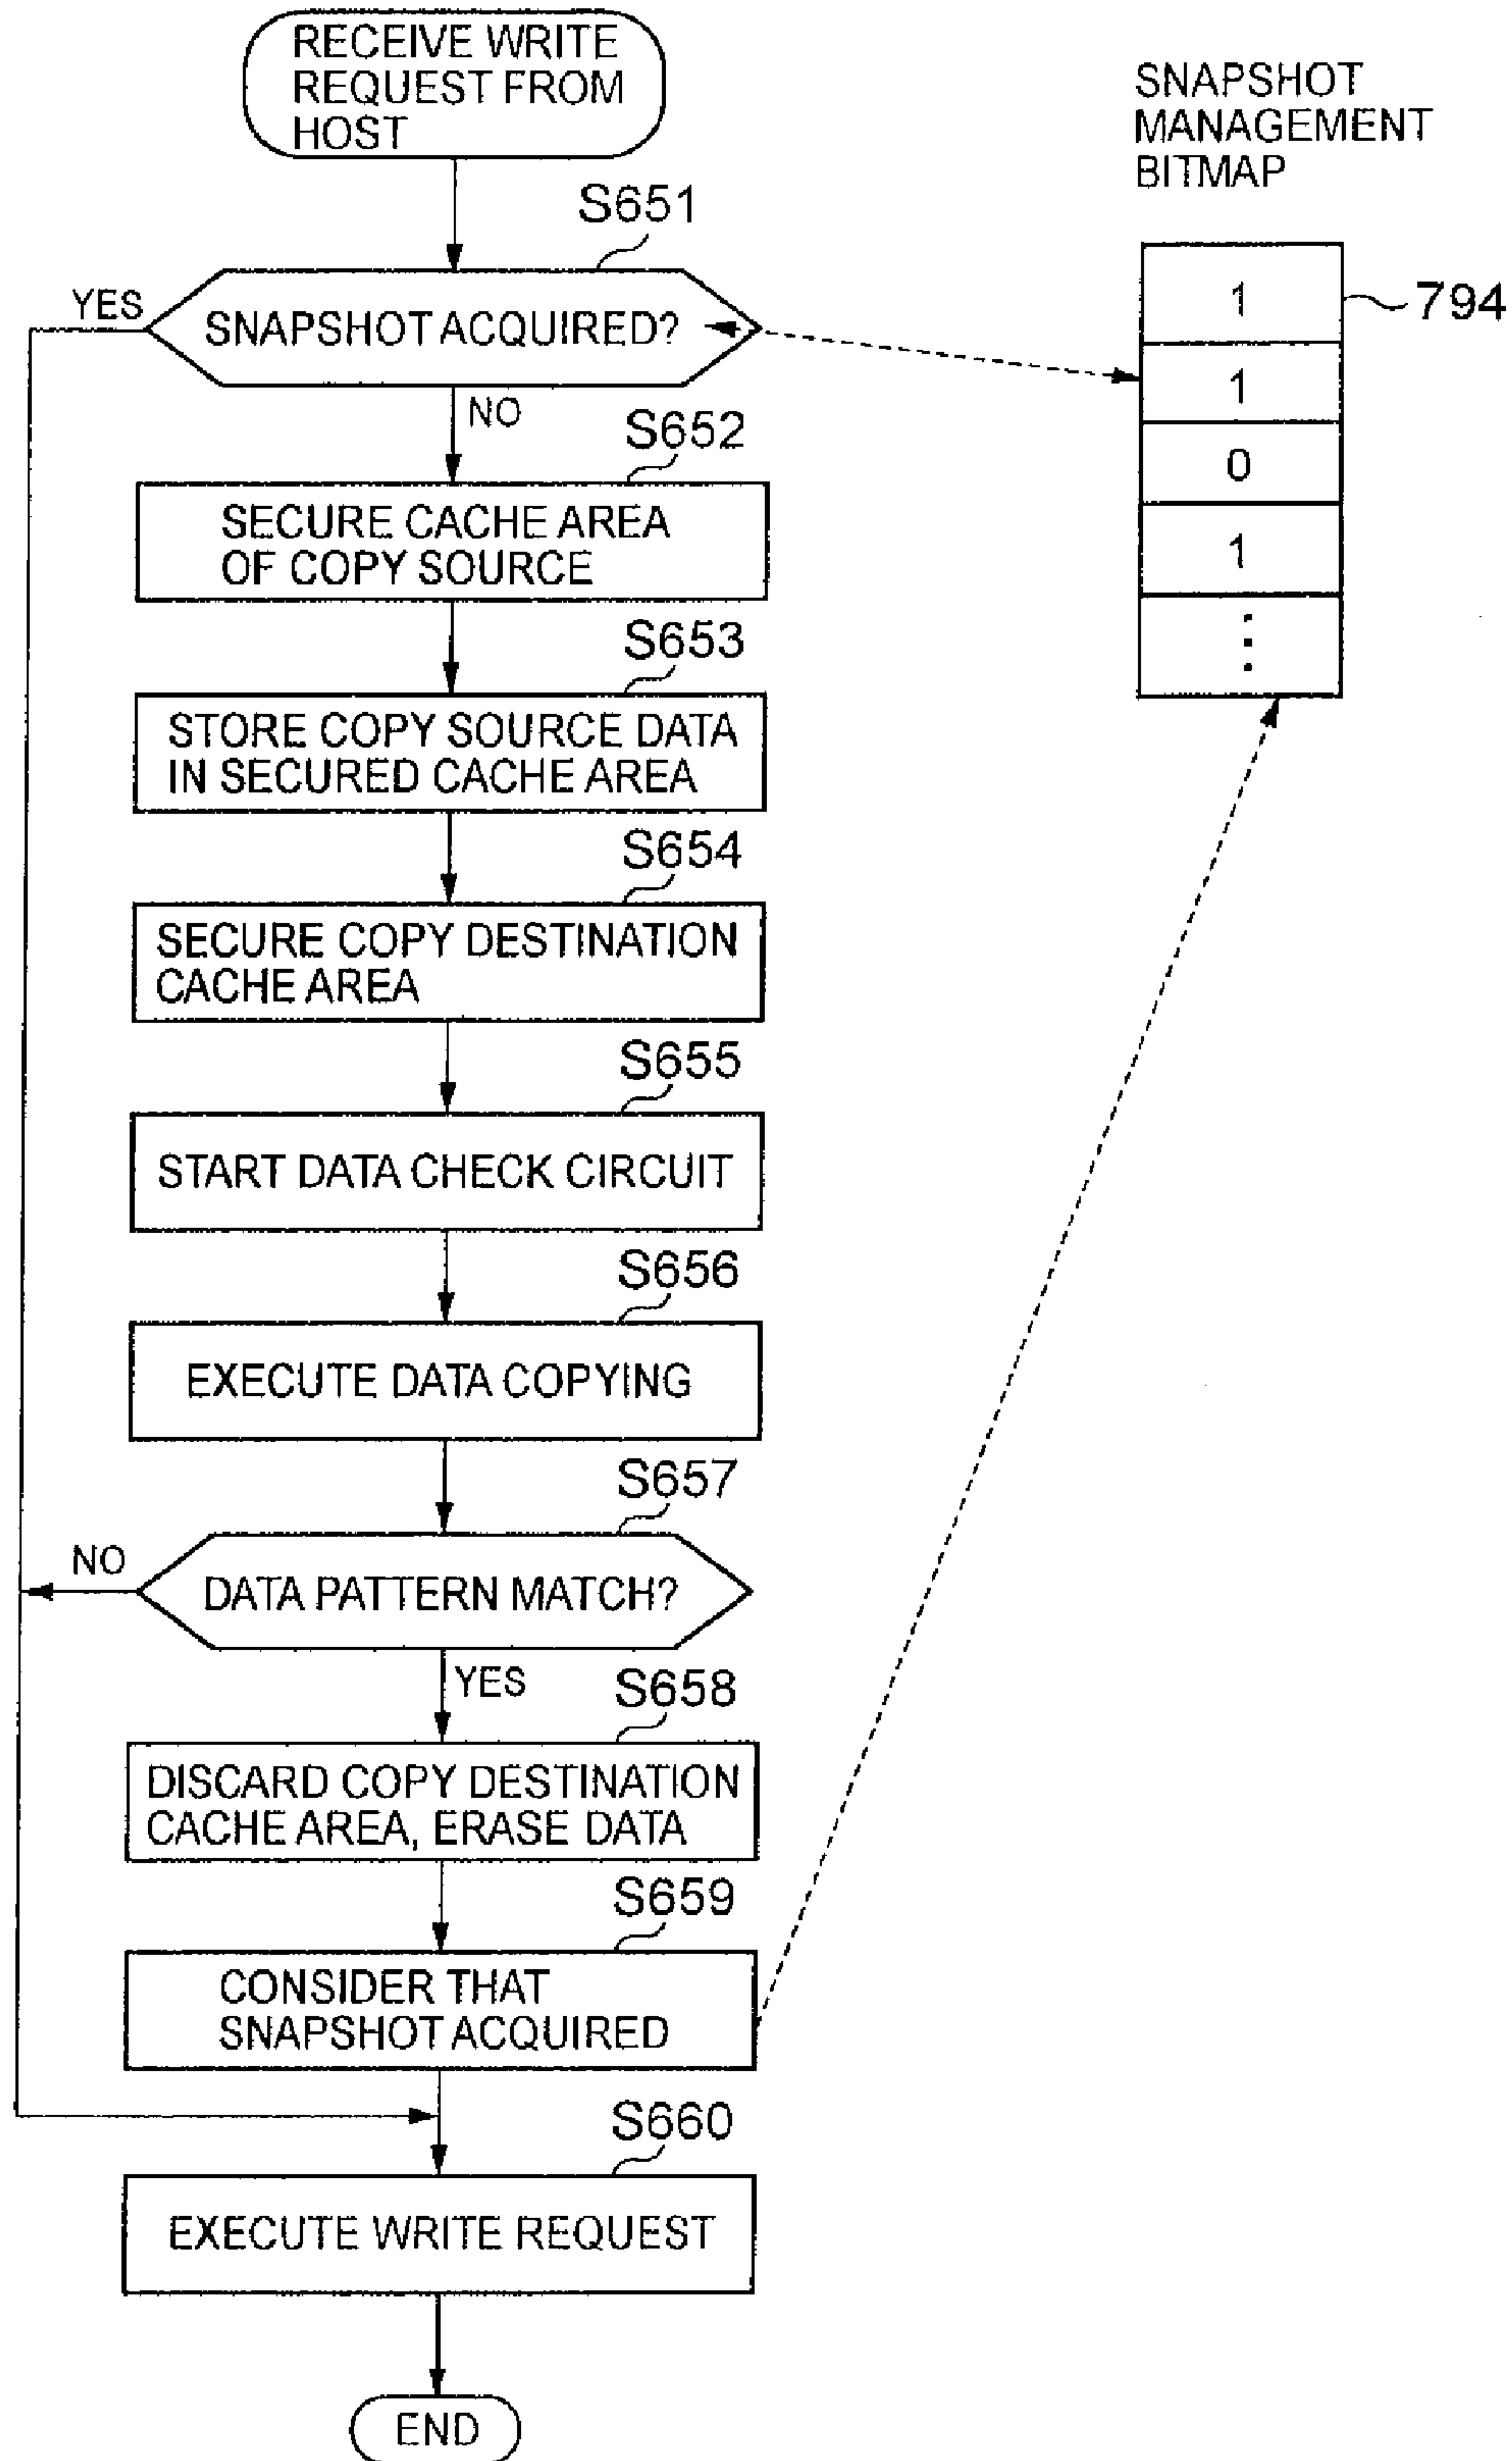 RECEIVE WRITE
REQUEST FROM
HOST
S651
YES
SNAPSHOT ACQUIRED?
NO
S652
SECURE CACHE AREA
OF COPY SOURCE
S653
STORE COPY SOURCE DATA
IN SECURED CACHE AREA
S654
SECURE COPY DESTINATION
CACHE AREA
S655
START DATA CHECK CIRCUIT
S656
EXECUTE DATA COPYING
S657
NO
DATA PATTERN MATCH?
YES
S658
DISCARD COPY DESTINATION
CACHE AREA, ERASE DATA
S659
CONSIDER THAT
SNAPSHOT ACQUIRED
S660
EXECUTE WRITE REQUEST
END
SNAPSHOT
MANAGEMENT
BITMAP
1
794
1
0
1
⋮